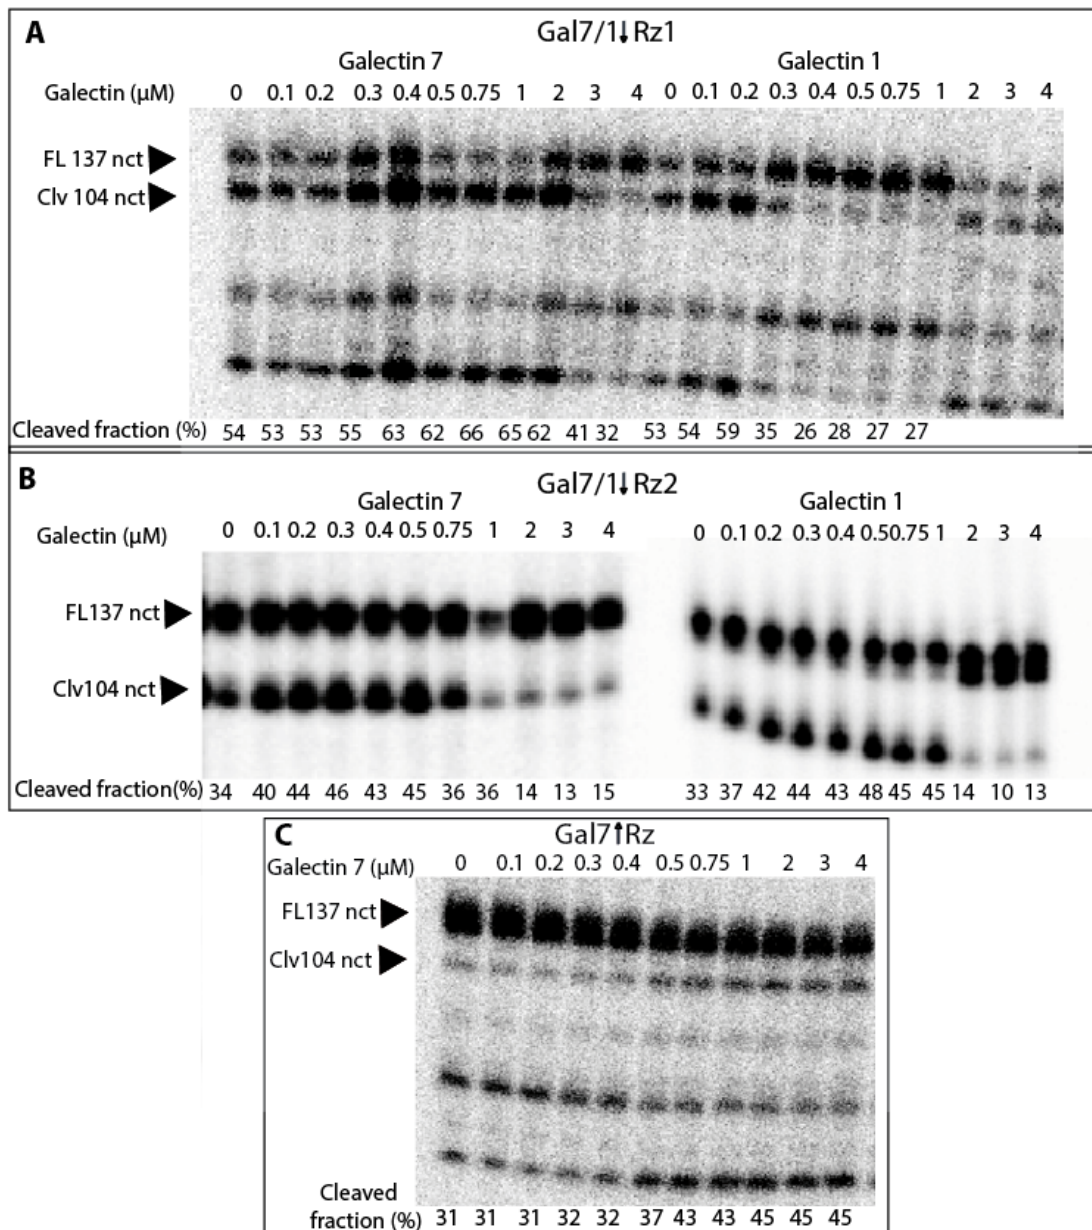 A
Gal7/1↓Rz1
Galectin 7 Galectin 1
Galectin (µM) 0 0.1 0.2 0.3 0.4 0.5 0.75 1 2 3 4 0 0.1 0.2 0.3 0.4 0.5 0.75 1 2 3 4
FL 137 nct
Clv 104 nct
Cleaved fraction (%) 54 53 53 55 63 62 66 65 62 41 32 53 54 59 35 26 28 27 27
B
Gal7/1↓Rz2
Galectin 7 Galectin 1
Galectin (µM) 0 0.1 0.2 0.3 0.4 0.5 0.75 1 2 3 4 0 0.1 0.2 0.3 0.4 0.5 0.75 1 2 3 4
FL137 nct
Clv104 nct
Cleaved fraction(%) 34 40 44 46 43 45 36 36 14 13 15 33 37 42 44 43 48 45 45 14 10 13
C
Gal7↑Rz
Galectin 7 (µM) 0 0.1 0.2 0.3 0.4 0.5 0.75 1 2 3 4
FL137 nct
Clv104 nct
Cleaved
fraction (%) 31 31 31 32 32 37 43 43 45 45 45